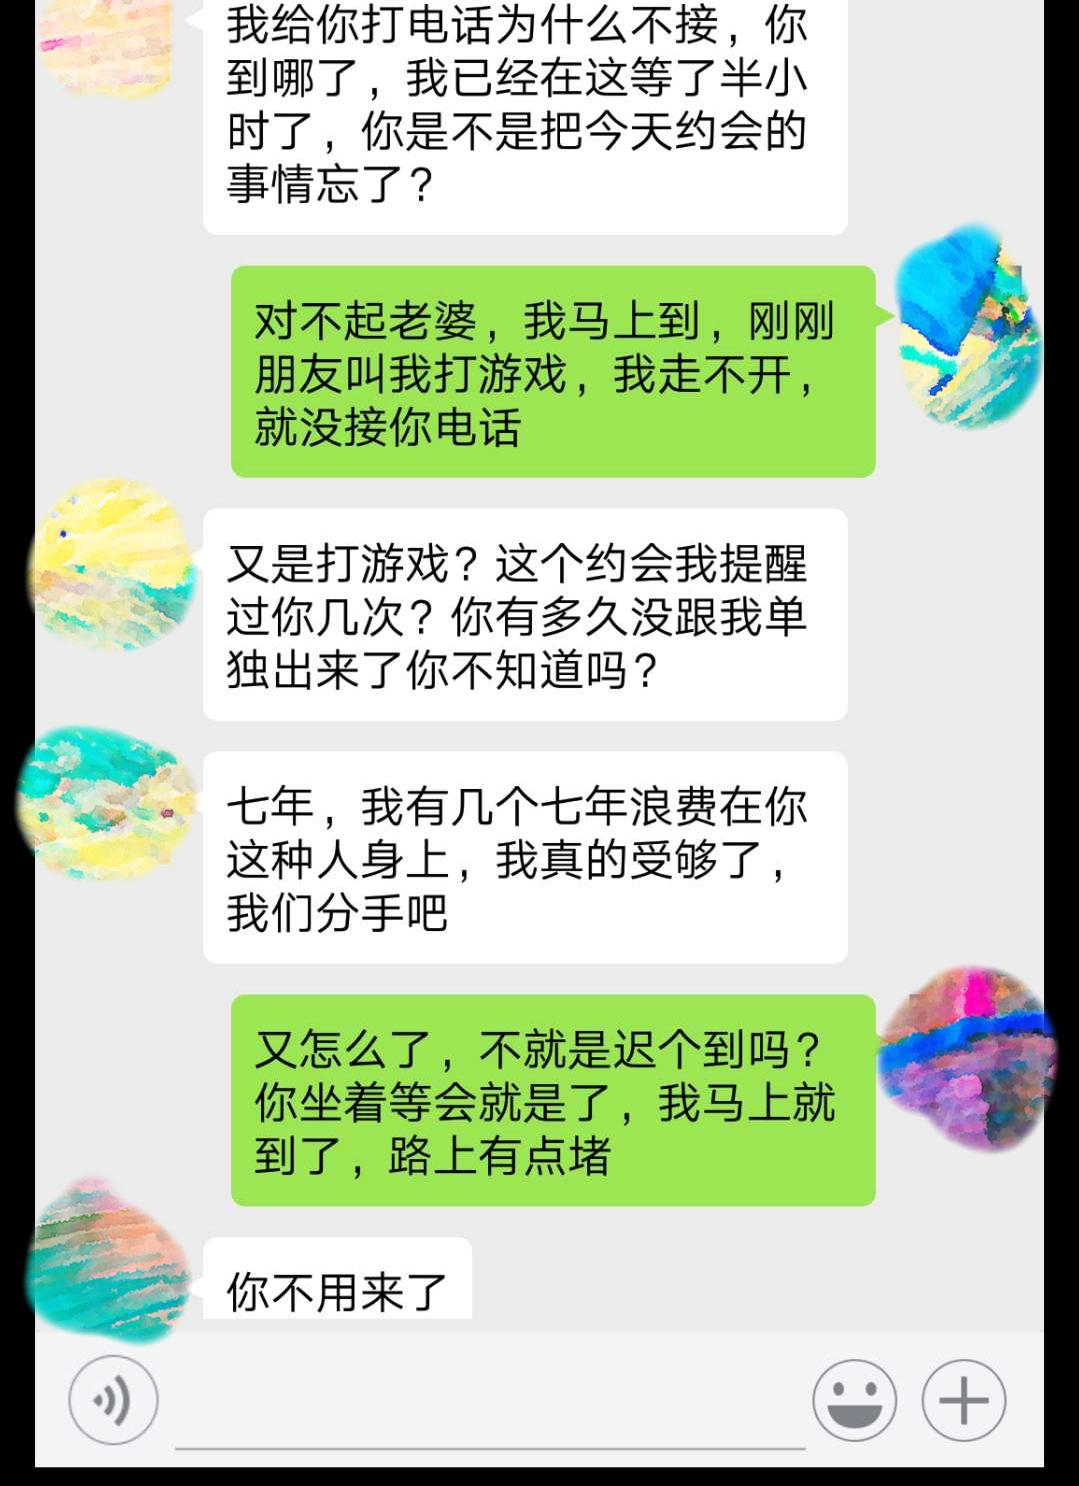 我给你打电话为什么不接，你
到哪了，我已经在这等了半小
时了，你是不是把今天约会的
事情忘了？
对不起老婆，我马上到，刚刚
朋友叫我打游戏，我走不开，
就没接你电话
又是打游戏？这个约会我提醒
过你几次？你有多久没跟我单
独出来了你不知道吗？
七年，我有几个七年浪费在你
这种人身上，我真的受够了，
我们分手吧
又怎么了，不就是迟个到吗？
你坐着等会就是了，我马上就
到了，路上有点堵
你不用来了